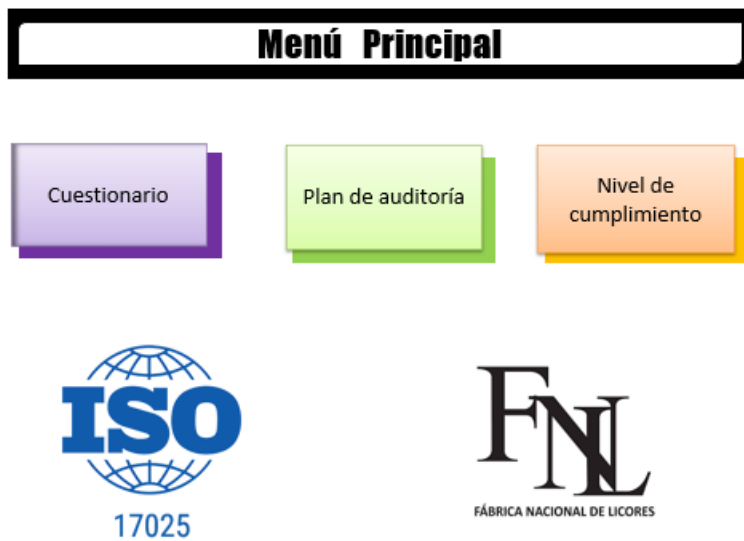 Menú Principal
Cuestionario
Plan de auditoría
Nivel de
cumplimiento
ISO
17025
FNL
FÁBRICA NACIONAL DE LICORES